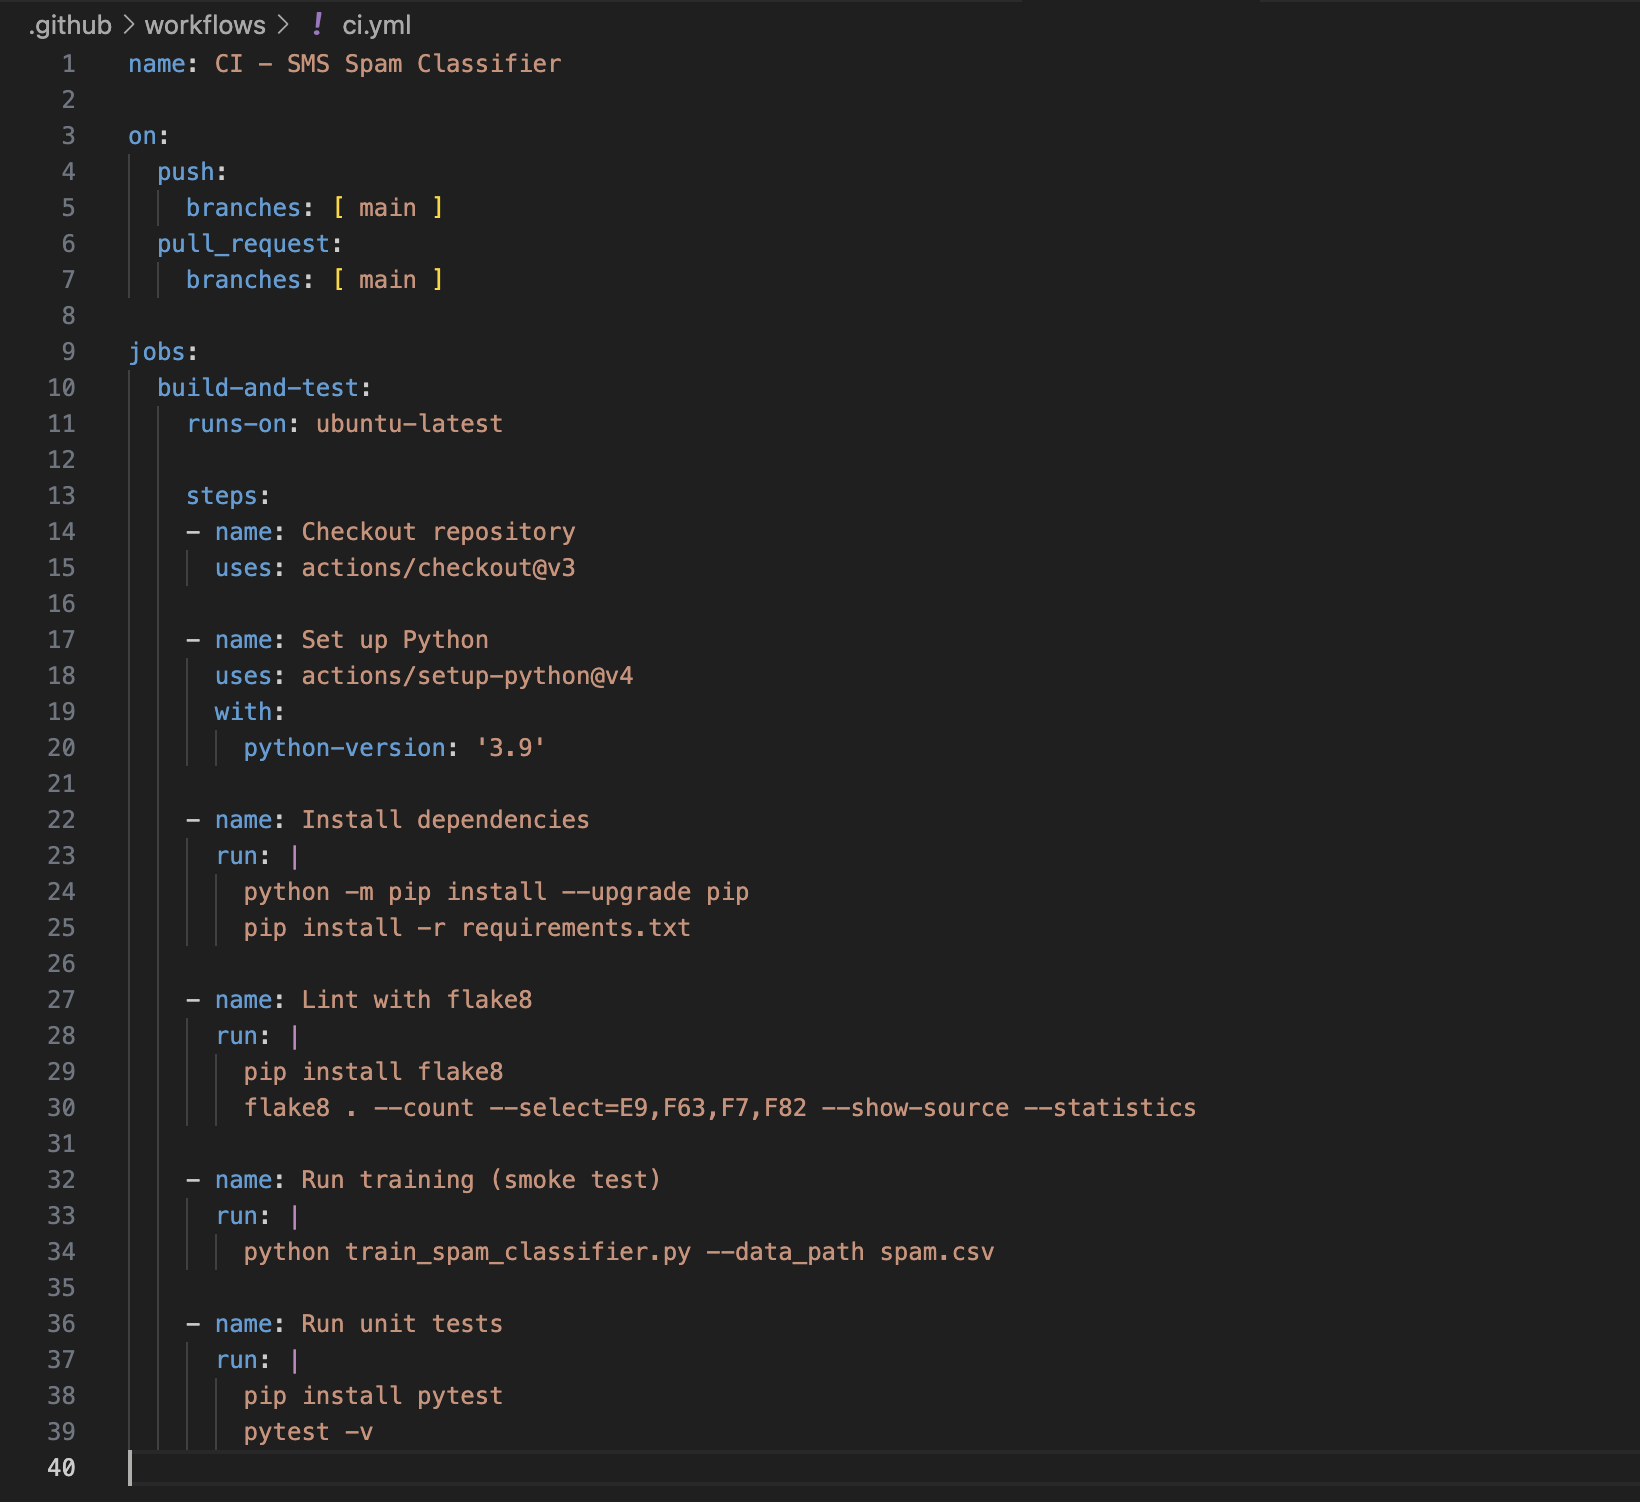 .github > workflows > ! ci.yml
1 name: CI - SMS Spam Classifier
2
3 on:
4   push:
5     branches: [ main ]
6   pull_request:
7     branches: [ main ]
8
9 jobs:
10   build-and-test:
11     runs-on: ubuntu-latest
12
13     steps:
14     - name: Checkout repository
15       uses: actions/checkout@v3
16
17     - name: Set up Python
18       uses: actions/setup-python@v4
19       with:
20         python-version: '3.9'
21
22     - name: Install dependencies
23       run: |
24         python -m pip install --upgrade pip
25         pip install -r requirements.txt
26
27     - name: Lint with flake8
28       run: |
29         pip install flake8
30         flake8 . --count --select=E9,F63,F7,F82 --show-source --statistics
31
32     - name: Run training (smoke test)
33       run: |
34         python train_spam_classifier.py --data_path spam.csv
35
36     - name: Run unit tests
37       run: |
38         pip install pytest
39         pytest -v
40